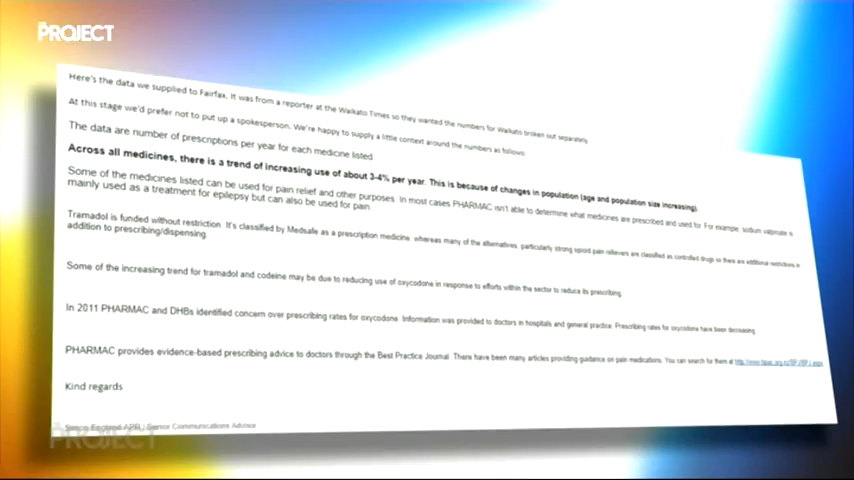 THE PROJECT
Here's the data we supplied to Fairfax. It was from a reporter at the Waikato Times so they wanted the numbers for Waikato broken out separately.
At this stage we'd prefer not to put up a spokesperson. We're happy to supply a little context around the numbers as follows:
The data are number of prescriptions per year for each medicine listed.
Across all medicines, there is a trend of increasing use of about 3-4% per year. This is because of changes in population (age and population size increasing).
Some of the medicines listed can be used for pain relief and other purposes. In most cases PHARMAC isn't able to determine what medicines are prescribed and used for. For example, sodium valproate is
mainly used as a treatment for epilepsy but can also be used for pain.
Tramadol is funded without restriction. It's classified by Medsafe as a prescription medicine, whereas many of the alternatives, particularly strong opioid pain relievers are classified as controlled drugs so there are additional restrictions in
addition to prescribing/dispensing.
Some of the increasing trend for tramadol and codeine may be due to reducing use of oxycodone in response to efforts within the sector to reduce its prescribing.
In 2011 PHARMAC and DHBs identified concern over prescribing rates for oxycodone. Information was provided to doctors in hospitals and general practice. Prescribing rates for oxycodone have been decreasing.
PHARMAC provides evidence-based prescribing advice to doctors through the Best Practice Journal. There have been many articles providing guidance on pain medications. You can search for them at
Kind regards
Simon England APR | Senior Communications Advisor
PROJECT